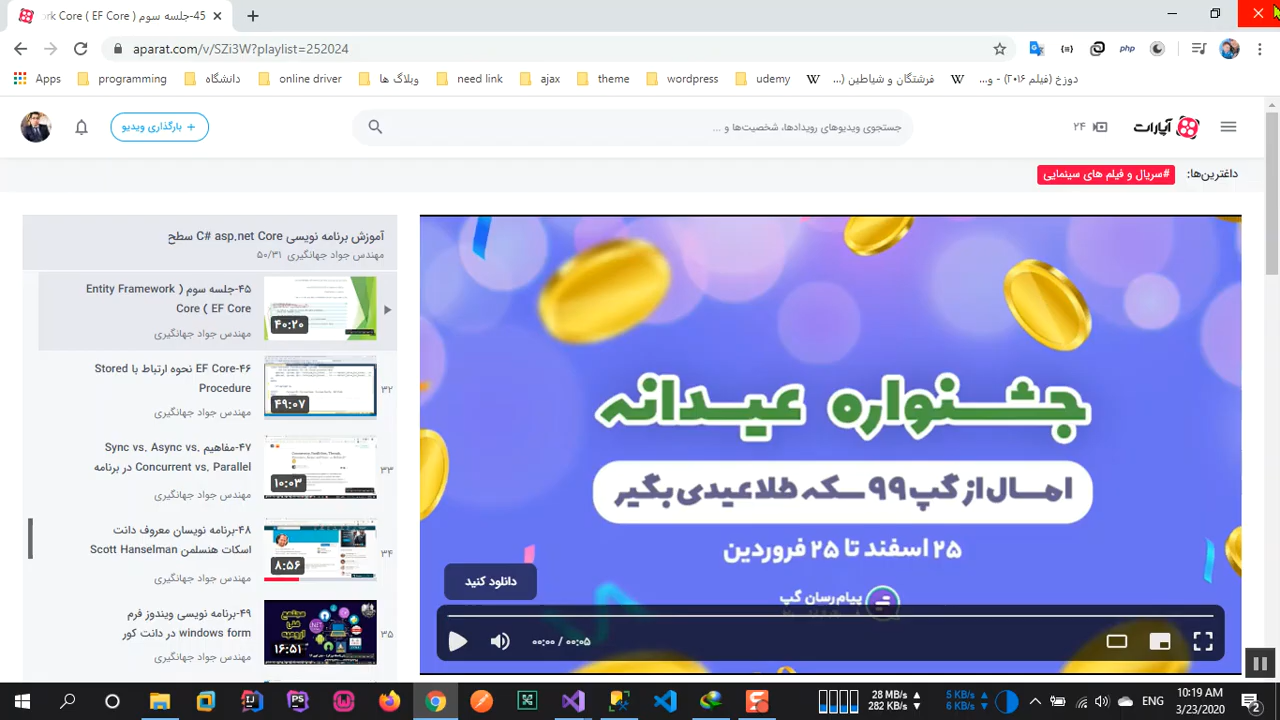 45-جلسه سوم ( EF Core ) rk Core
aparat.com/v/SZi3W?playlist=252024
php
Apps
programming
دانشگاه
online driver
وبلاگ ها
need link
ajax
theme
wordpress
udemy
W فرشتگان و شیاطین (...
W دوزخ (فیلم ۲۰۱۶) - و...
+ بارگذاری ویدیو
جستجوی ویدیوهای رویدادها، شخصیت‌ها و ...
۲۴
آپارات
داغترین‌ها:
#سریال و فیلم های سینمایی
آموزش برنامه نویسی C# asp.net Core سطح
مهندس جواد جهانگیری ۵۰/۳۱
۴۵-جلسه سوم ( Entity Framework
Core ( EF Core
مهندس جواد جهانگیری
۴۰:۲۰
۴۶-EF Core نحوه ارتباط با Stored
Procedure
مهندس جواد جهانگیری
۴۹:۰۷
۳۲
۴۷-مفاهیم Sync vs. Async vs.
Concurrent vs. Parallel در برنامه
مهندس جواد جهانگیری
۱۰:۰۳
۳۳
۴۸-برنامه نویسان معروف دانت
اسکات هنسلمن Scott Hanselman
مهندس جواد جهانگیری
۸:۵۶
۳۴
۴۹-برنامه نویسی ویندوز فرم
windows form در دانت کور
مهندس جواد جهانگیری
۱۶:۵۱
۳۵
جشنواره عیدانه
امسال از گپ ۹۹ سکه طلا عیدی بگیر
۲۵ اسفند تا ۲۵ فروردین
پیام‌رسان گپ
دانلود کنید
00:00 / 00:05
28 MB/s
282 KB/s
5 KB/s
6 KB/s
ENG
10:19 AM
3/23/2020
2